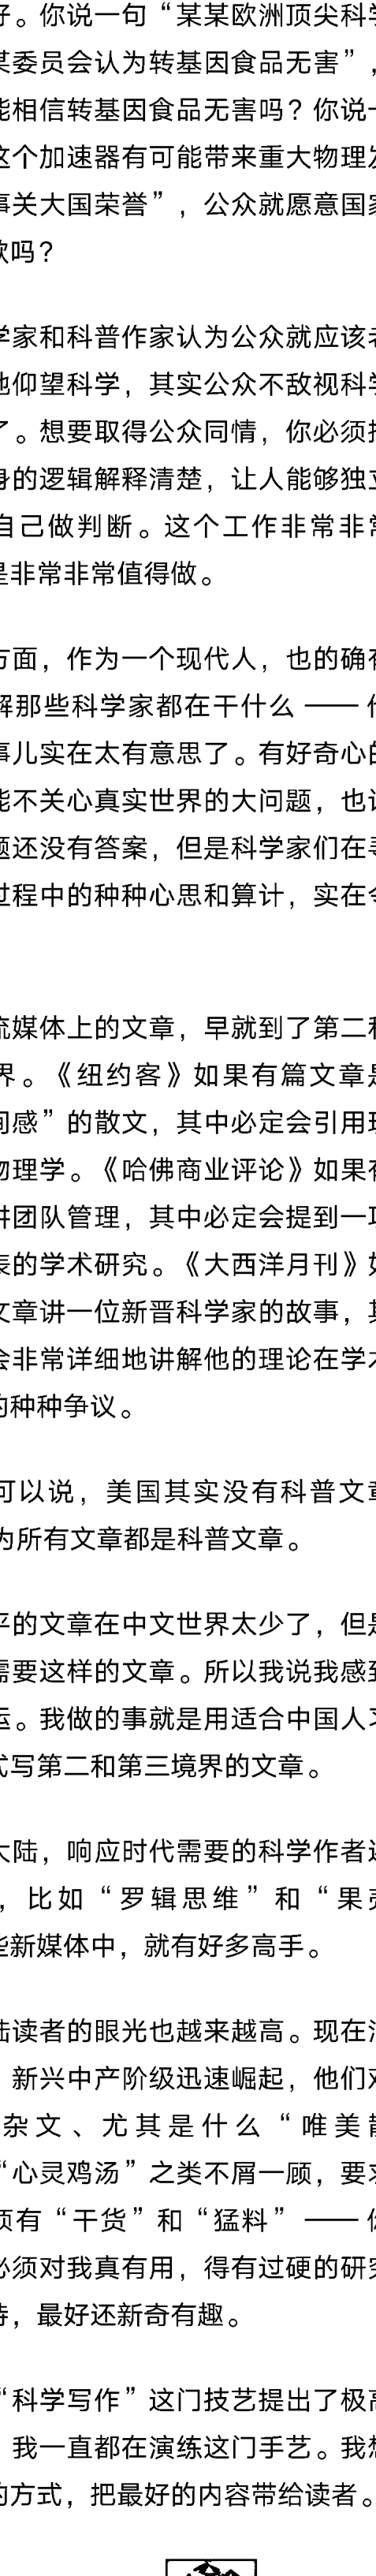 好。你说一句“某某欧洲顶尖科学
某委员会认为转基因食品无害”，
能相信转基因食品无害吗？你说一
这个加速器有可能带来重大物理发
事关大国荣誉”，公众就愿意国家
吗？
学家和科普作家认为公众就应该老
地仰望科学，其实公众不敌视科学
了。想要取得公众同情，你必须把
身的逻辑解释清楚，让人能够独立
自己做判断。这个工作非常非常
是非常非常值得做。
方面，作为一个现代人，也的确有
解那些科学家都在干什么——他
事儿实在太有意思了。有好奇心的
能不关心真实世界的大问题，也许
题还没有答案，但是科学家们在寻
过程中的种种心思和算计，实在令
流媒体上的文章，早就到了第二种
界。《纽约客》如果有篇文章是
间感”的散文，其中必定会引用现
物理学。《哈佛商业评论》如果有
讲团队管理，其中必定会提到一项
表的学术研究。《大西洋月刊》如
文章讲一位新晋科学家的故事，其
会非常详细地讲解他的理论在学术
的种种争议。
可以说，美国其实没有科普文章
为所有文章都是科普文章。
平的文章在中文世界太少了，但是
需要这样的文章。所以我说我感到
运。我做的事就是用适合中国人习
式写第二和第三境界的文章。
大陆，响应时代需要的科学作者
，比如“罗辑思维”和“果壳
些新媒体中，就有好多高手。
陆读者的眼光也越来越高。现在
新兴中产阶级迅速崛起，他们对
杂文、尤其是什么“唯美散
“心灵鸡汤”之类不屑一顾，要求
须有“干货”和“猛料”——你
必须对我真有用，得有过硬的研究
持，最好还新奇有趣。
“科学写作”这门技艺提出了极高
我一直都在演练这门手艺。我想
的方式，把最好的内容带给读者。